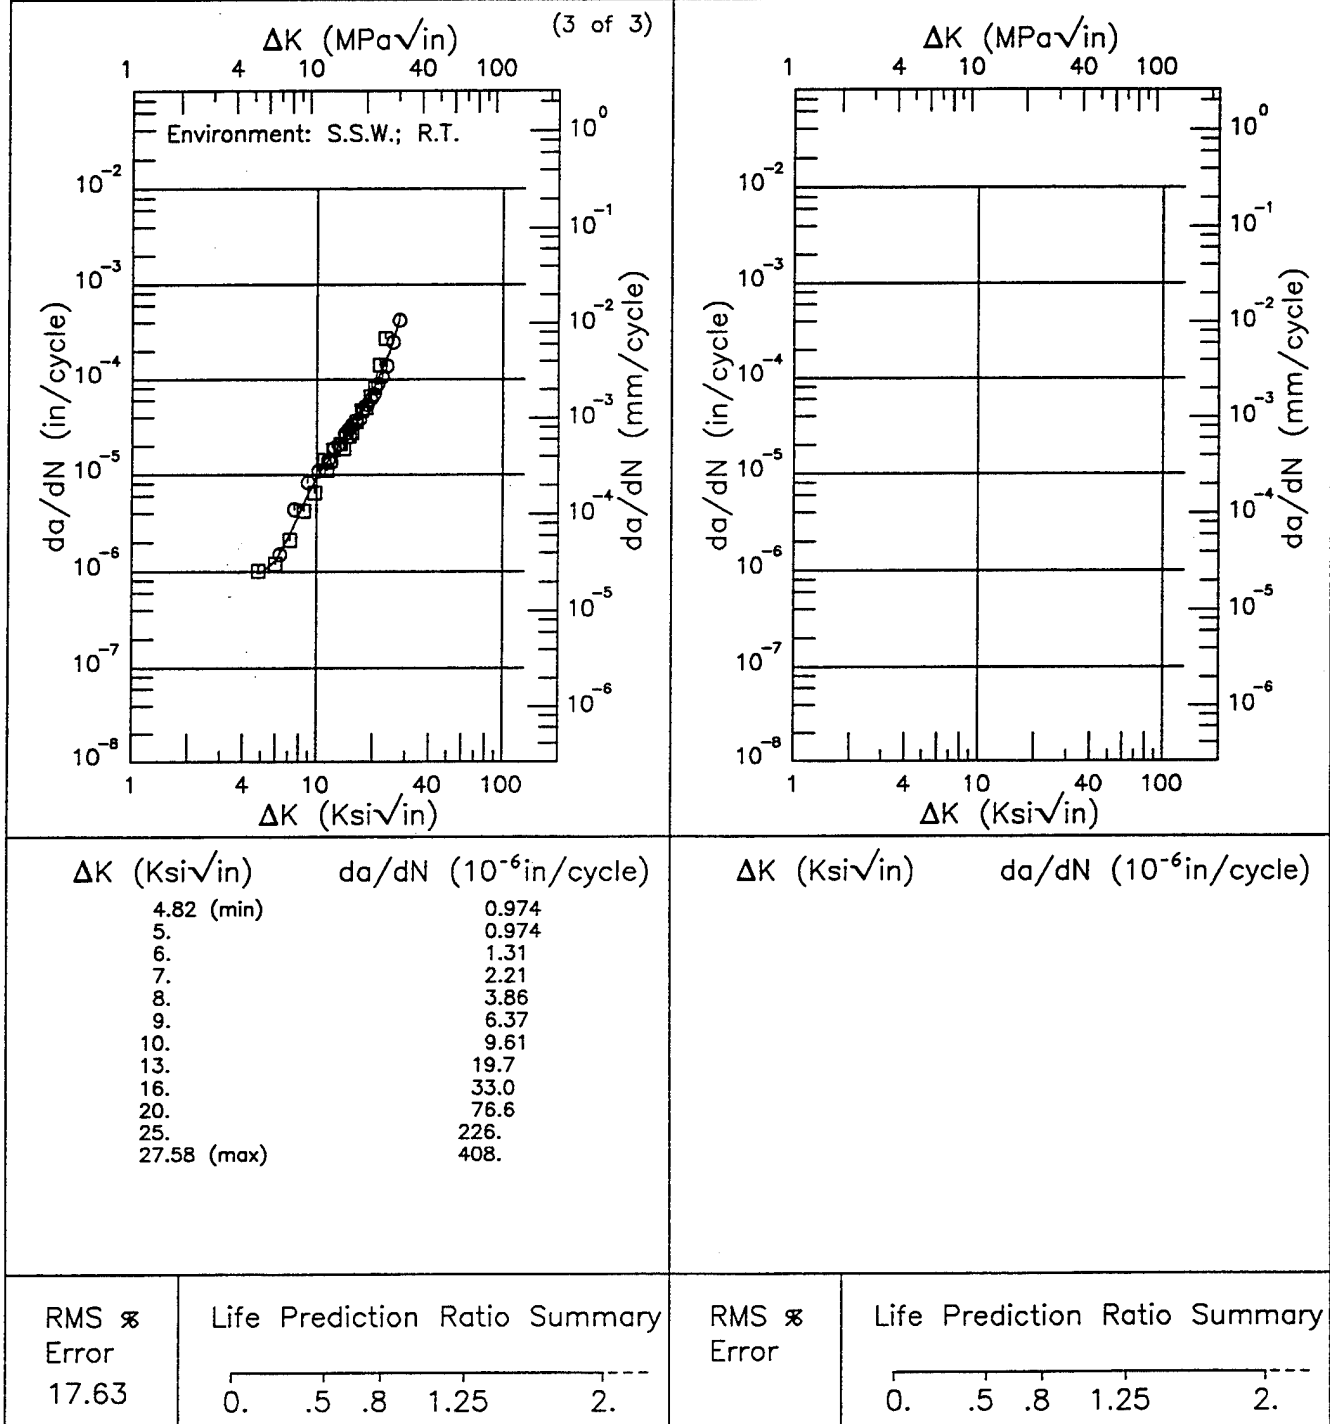 (3 of 3)
ΔK (MPa√in)
1 4 10 40 100
Environment: S.S.W.; R.T.
da/dN (in/cycle)
10⁻²
10⁻³
10⁻⁴
10⁻⁵
10⁻⁶
10⁻⁷
10⁻⁸
da/dN (mm/cycle)
10⁰
10⁻¹
10⁻²
10⁻³
10⁻⁴
10⁻⁵
10⁻⁶
1 4 10 40 100
ΔK (Ksi√in)
ΔK (MPa√in)
1 4 10 40 100
da/dN (in/cycle)
10⁻²
10⁻³
10⁻⁴
10⁻⁵
10⁻⁶
10⁻⁷
10⁻⁸
da/dN (mm/cycle)
10⁰
10⁻¹
10⁻²
10⁻³
10⁻⁴
10⁻⁵
10⁻⁶
1 4 10 40 100
ΔK (Ksi√in)
ΔK (Ksi√in) da/dN (10⁻⁶in/cycle)
4.82 (min) 0.974
5. 0.974
6. 1.31
7. 2.21
8. 3.86
9. 6.37
10. 9.61
13. 19.7
16. 33.0
20. 76.6
25. 226.
27.58 (max) 408.
ΔK (Ksi√in) da/dN (10⁻⁶in/cycle)
RMS %
Error
17.63
Life Prediction Ratio Summary
0. .5 .8 1.25 2.
RMS %
Error
Life Prediction Ratio Summary
0. .5 .8 1.25 2.